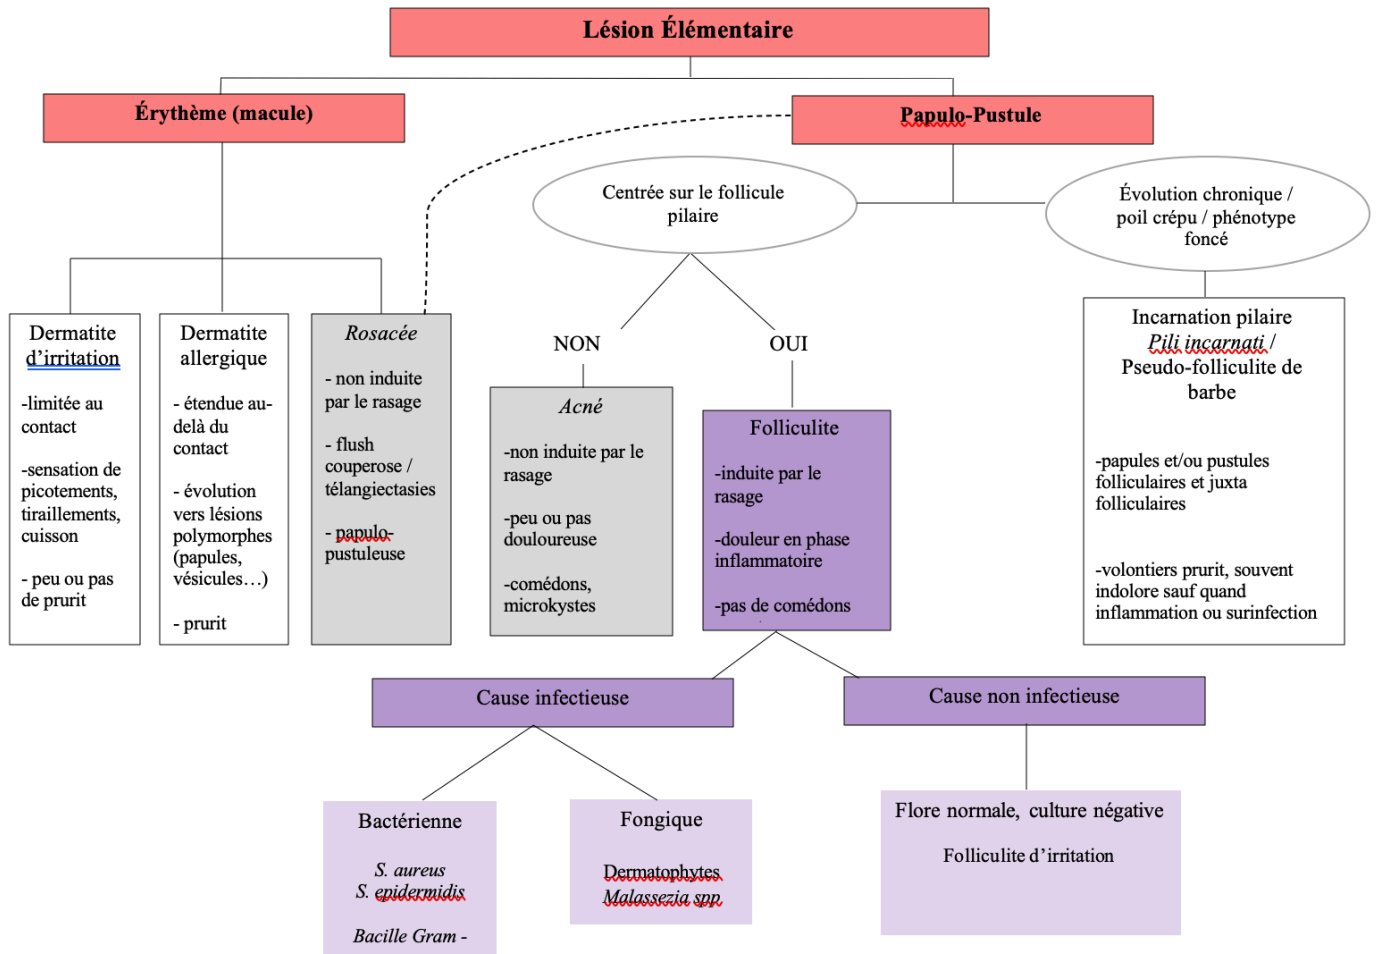 Lésion Élémentaire
Érythème (macule)
Papulo-Pustule
Centrée sur le follicule
pilaire
Évolution chronique /
poil crépu / phénotype
foncé
NON
OUI
Dermatite
d’irritation
-limitée au
contact
-sensation de
picotements,
tiraillements,
cuisson
- peu ou pas
de prurit
Dermatite
allergique
- étendue au-
delà du
contact
- évolution
vers lésions
polymorphes
(papules,
vésicules…)
- prurit
Rosacée
- non induite
par le rasage
- flush
couperose /
télangiectasies
- papulo-
pustuleuse
Acné
-non induite par le
rasage
-peu ou pas
douloureuse
-comédons,
microkystes
Folliculite
-induite par le
rasage
-douleur en phase
inflammatoire
-pas de comédons
Incarnation pilaire
Pili incarnati /
Pseudo-folliculite de
barbe
-papules et/ou pustules
folliculaires et juxta
folliculaires
-volontiers prurit, souvent
indolore sauf quand
inflammation ou surinfection
Cause infectieuse
Cause non infectieuse
Bactérienne
S. aureus
S. epidermidis
Bacille Gram -
Fongique
Dermatophytes
Malassezia spp
Flore normale, culture négative
Folliculite d’irritation